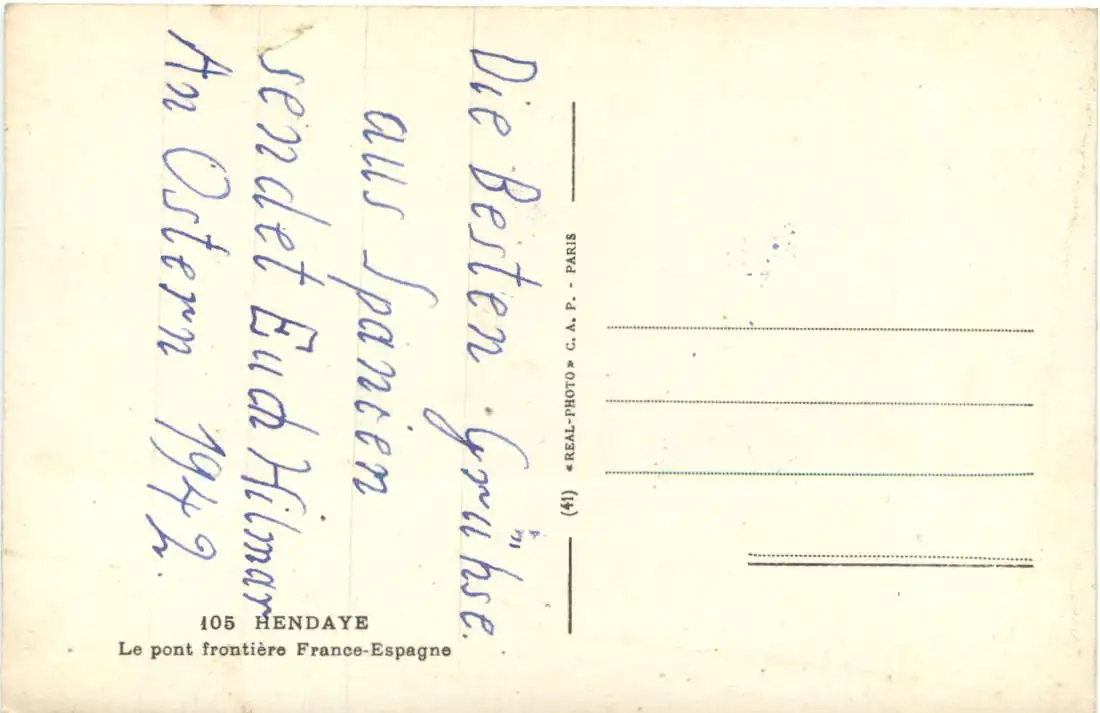 Die Besten Grühse.
aus Spanien
sendet Euch Hilmar
An Ostern 1942.
105 HENDAYE
Le pont frontière France-Espagne
(41) «REAL-PHOTO» C. A. P. - PARIS